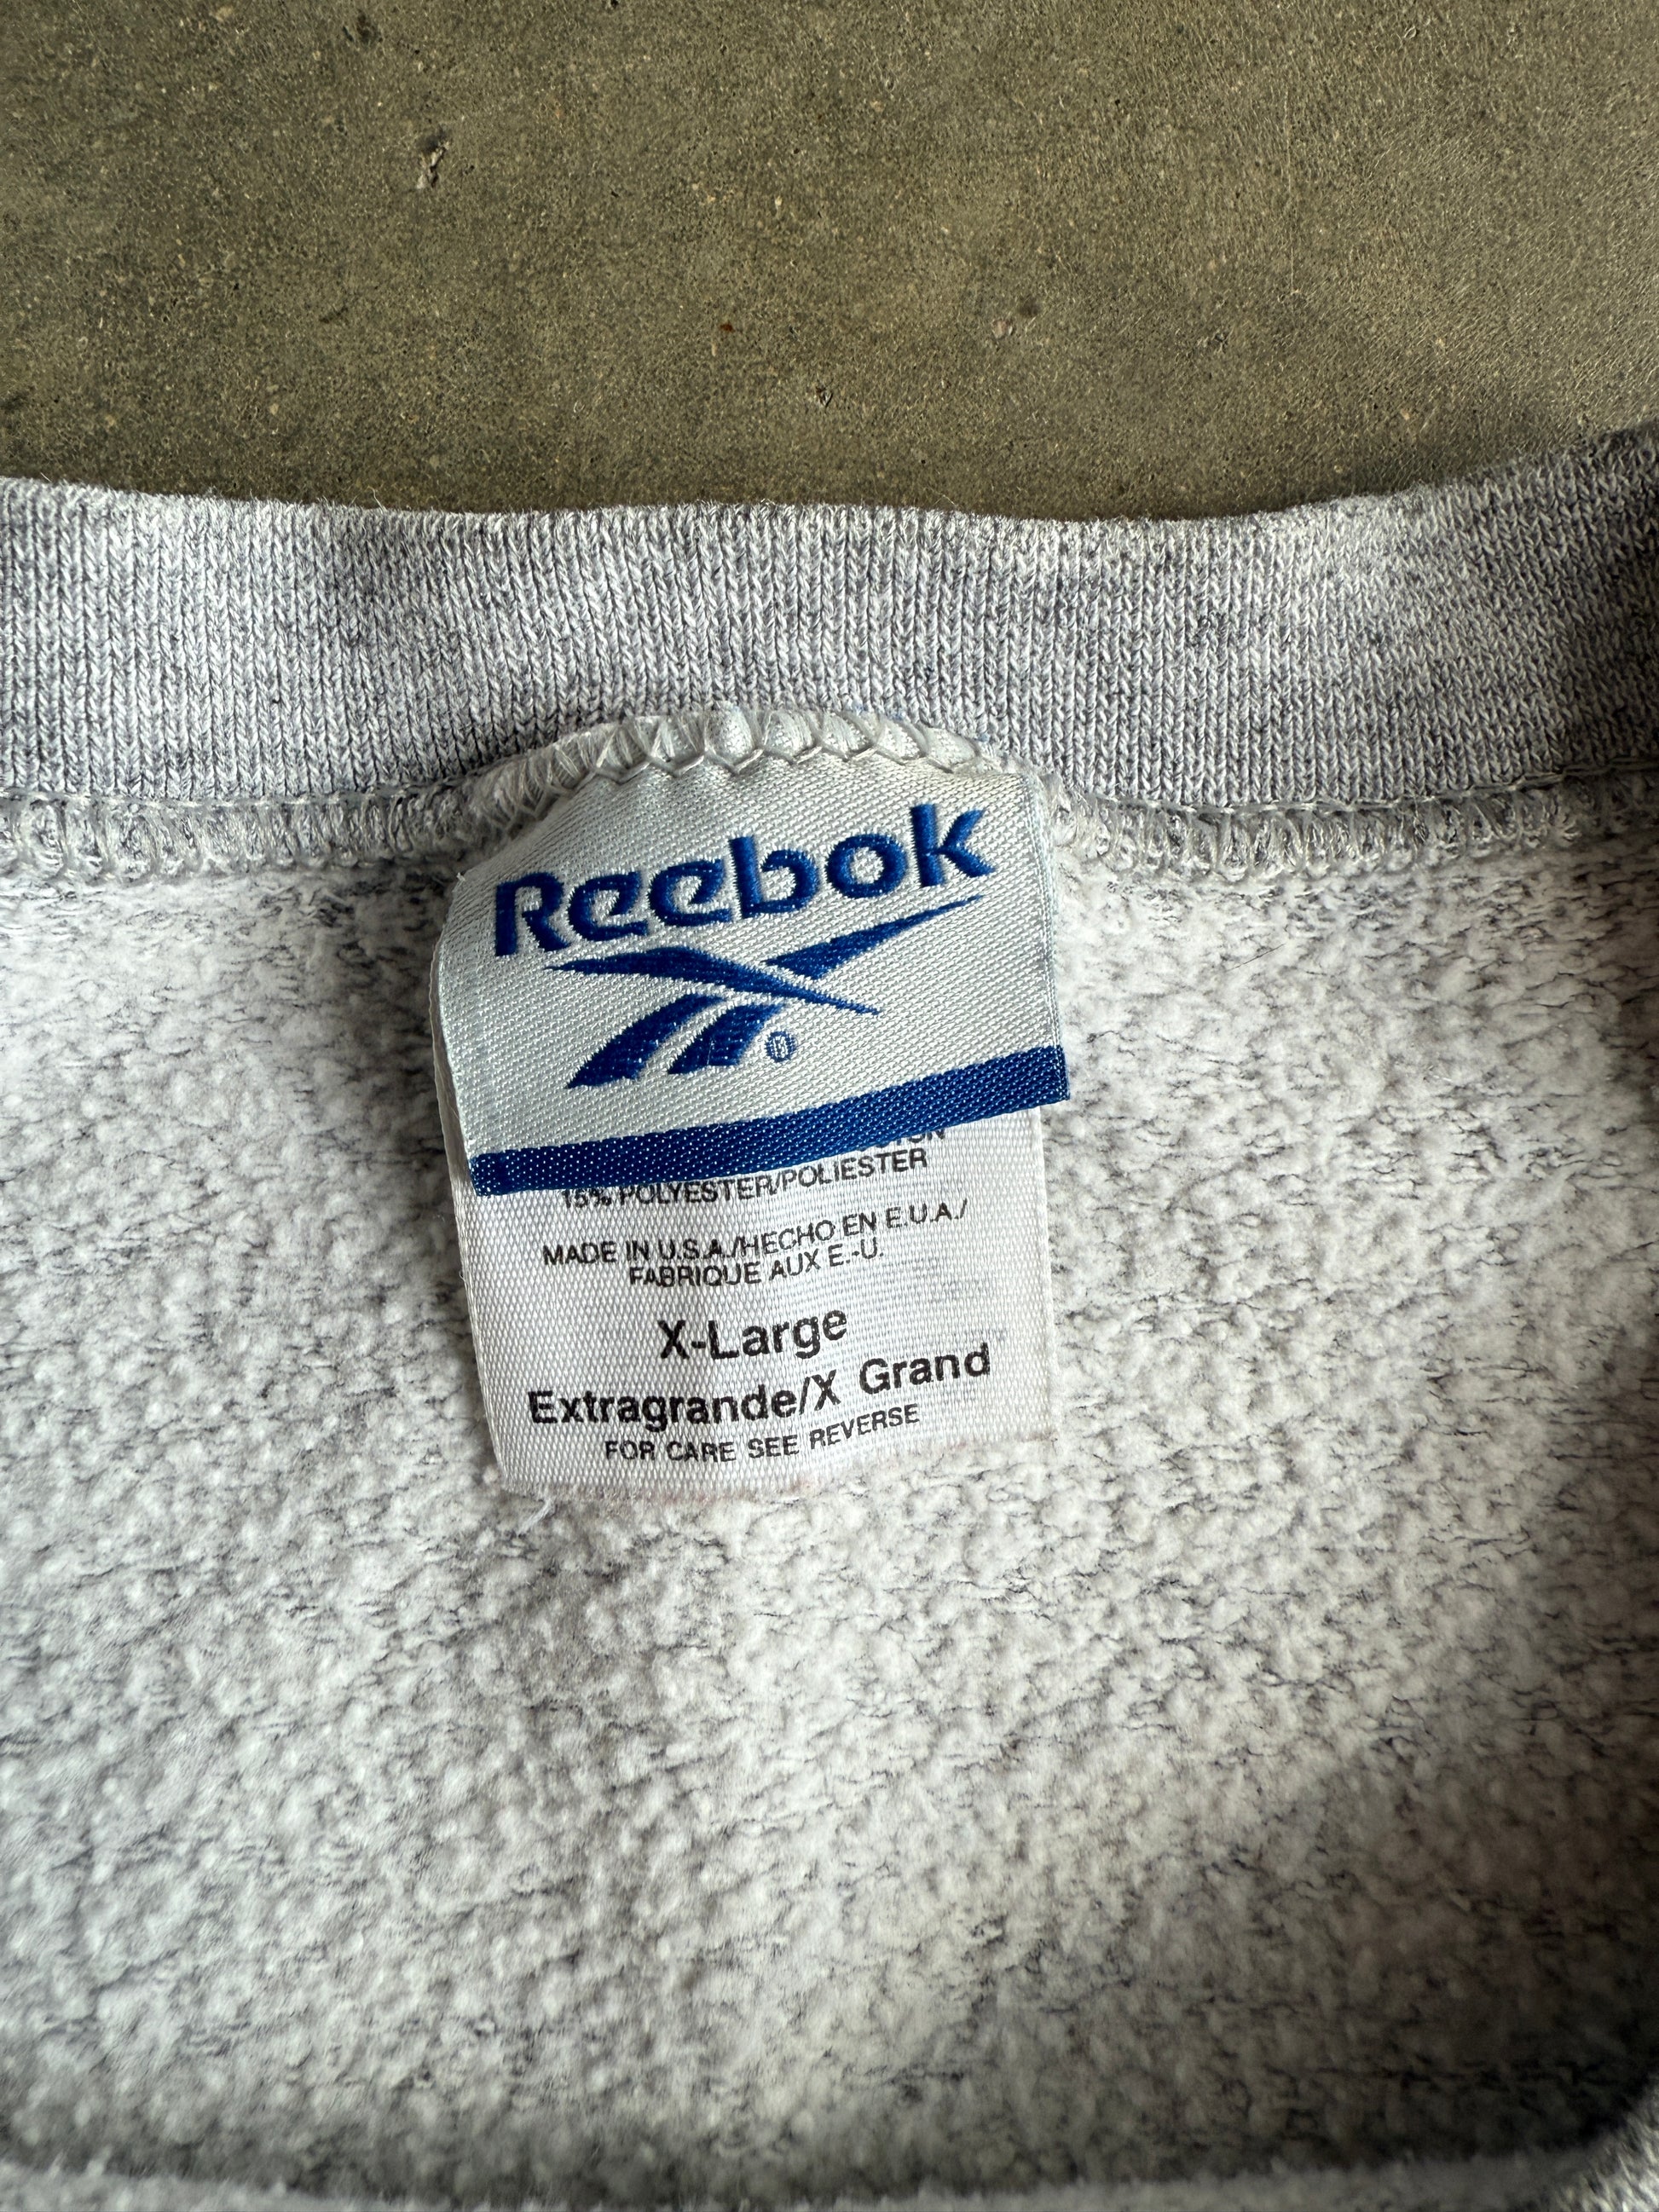 Reebok
®
15% POLYESTER/POLIESTER
MADE IN U.S.A./HECHO EN E.U.A./
FABRIQUE AUX E.-U.
X-Large
Extragrande/X Grand
FOR CARE SEE REVERSE